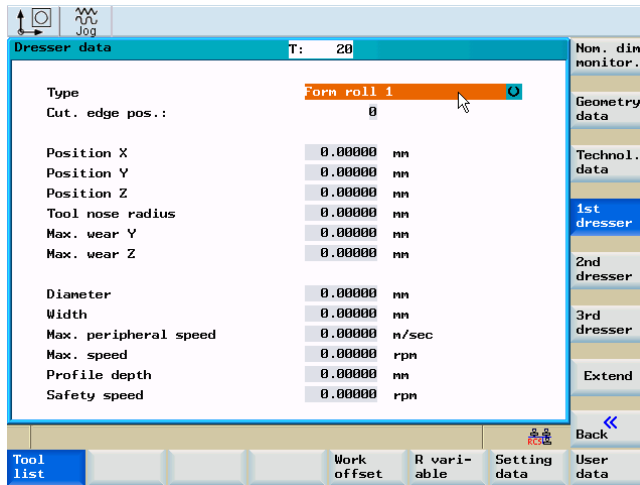 Jog
Dresser data
T: 20
Type Form roll 1
Cut. edge pos.: 0
Position X 0.00000 mm
Position Y 0.00000 mm
Position Z 0.00000 mm
Tool nose radius 0.00000 mm
Max. wear Y 0.00000 mm
Max. wear Z 0.00000 mm
Diameter 0.00000 mm
Width 0.00000 mm
Max. peripheral speed 0.00000 m/sec
Max. speed 0.00000 rpm
Profile depth 0.00000 mm
Safety speed 0.00000 rpm
Nom. dim
monitor.
Geometry
data
Technol.
data
1st
dresser
2nd
dresser
3rd
dresser
Extend
«
Back
RCS
Tool
list
Work
offset
R vari-
able
Setting
data
User
data